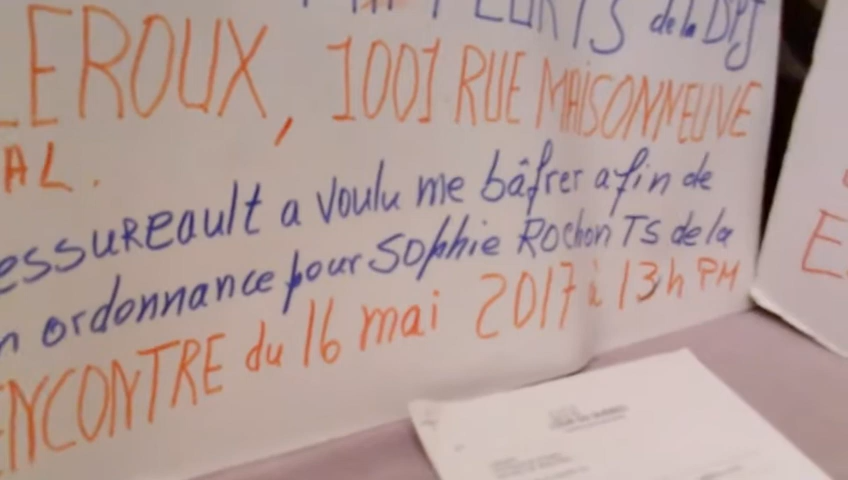 de la DPJ
LEROUX, 1001 RUE MAISONNEUVE
AL.
essureault a voulu me bâfrer afin de
n ordonnance pour Sophie Rochon TS de la
ENCONTRE du 16 mai 2017 à 13h PM
E